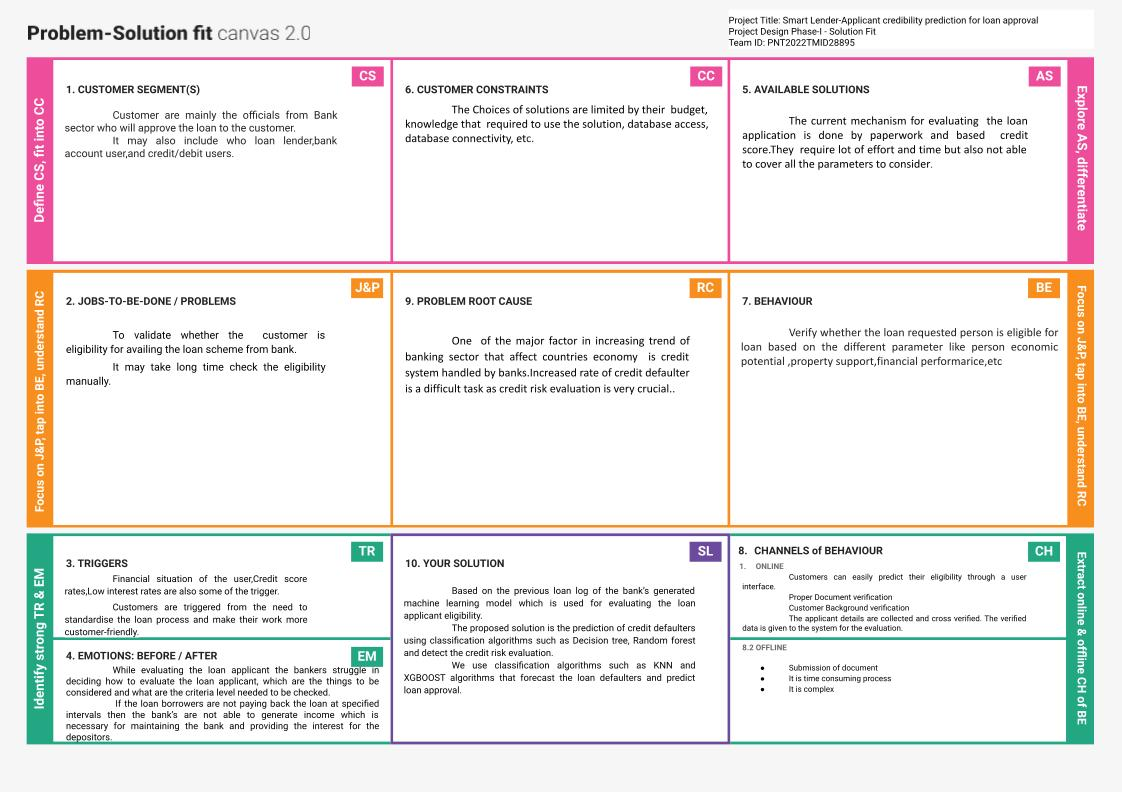 Problem-Solution fit canvas 2.0
Project Title: Smart Lender-Applicant credibility prediction for loan approval
Project Design Phase-I - Solution Fit
Team ID: PNT2022TMID28895
Define CS, fit into CC
CS
1. CUSTOMER SEGMENT(S)
Customer are mainly the officials from Bank
sector who will approve the loan to the customer.
It may also include who loan lender,bank
account user,and credit/debit users.
CC
6. CUSTOMER CONSTRAINTS
The Choices of solutions are limited by their budget,
knowledge that required to use the solution, database access,
database connectivity, etc.
AS
5. AVAILABLE SOLUTIONS
The current mechanism for evaluating the loan
application is done by paperwork and based credit
score.They require lot of effort and time but also not able
to cover all the parameters to consider.
Explore AS, differentiate
Focus on J&P, tap into BE, understand RC
J&P
2. JOBS-TO-BE-DONE / PROBLEMS
To validate whether the customer is
eligibility for availing the loan scheme from bank.
It may take long time check the eligibility
manually.
RC
9. PROBLEM ROOT CAUSE
One of the major factor in increasing trend of
banking sector that affect countries economy is credit
system handled by banks.Increased rate of credit defaulter
is a difficult task as credit risk evaluation is very crucial..
BE
7. BEHAVIOUR
Verify whether the loan requested person is eligible for
loan based on the different parameter like person economic
potential ,property support,financial performarice,etc
Focus on J&P, tap into BE, understand RC
Identify strong TR & EM
TR
3. TRIGGERS
Financial situation of the user,Credit score
rates,Low interest rates are also some of the trigger.
Customers are triggered from the need to
standardise the loan process and make their work more
customer-friendly.
4. EMOTIONS: BEFORE / AFTER
EM
While evaluating the loan applicant the bankers struggle in
deciding how to evaluate the loan applicant, which are the things to be
considered and what are the criteria level needed to be checked.
If the loan borrowers are not paying back the loan at specified
intervals then the bank's are not able to generate income which is
necessary for maintaining the bank and providing the interest for the
depositors.
SL
10. YOUR SOLUTION
Based on the previous loan log of the bank's generated
machine learning model which is used for evaluating the loan
applicant eligibility.
The proposed solution is the prediction of credit defaulters
using classification algorithms such as Decision tree, Random forest
and detect the credit risk evaluation.
We use classification algorithms such as KNN and
XGBOOST algorithms that forecast the loan defaulters and predict
loan approval.
CH
8. CHANNELS of BEHAVIOUR
1. ONLINE
Customers can easily predict their eligibility through a user
interface.
Proper Document verification
Customer Background verification
The applicant details are collected and cross verified. The verified
data is given to the system for the evaluation.
8.2 OFFLINE
● Submission of document
● It is time consuming process
● It is complex
Extract online & offline CH of BE